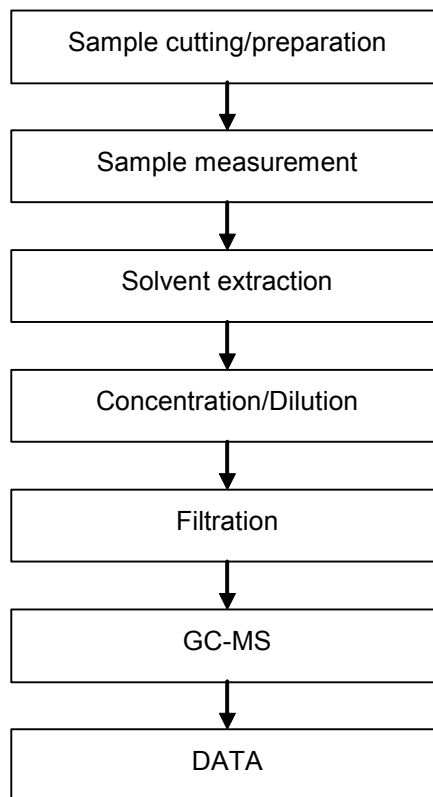 Sample cutting/preparation
Sample measurement
Solvent extraction
Concentration/Dilution
Filtration
GC-MS
DATA